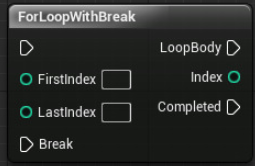 ForLoopWithBreak
LoopBody
FirstIndex
Index
LastIndex
Completed
Break